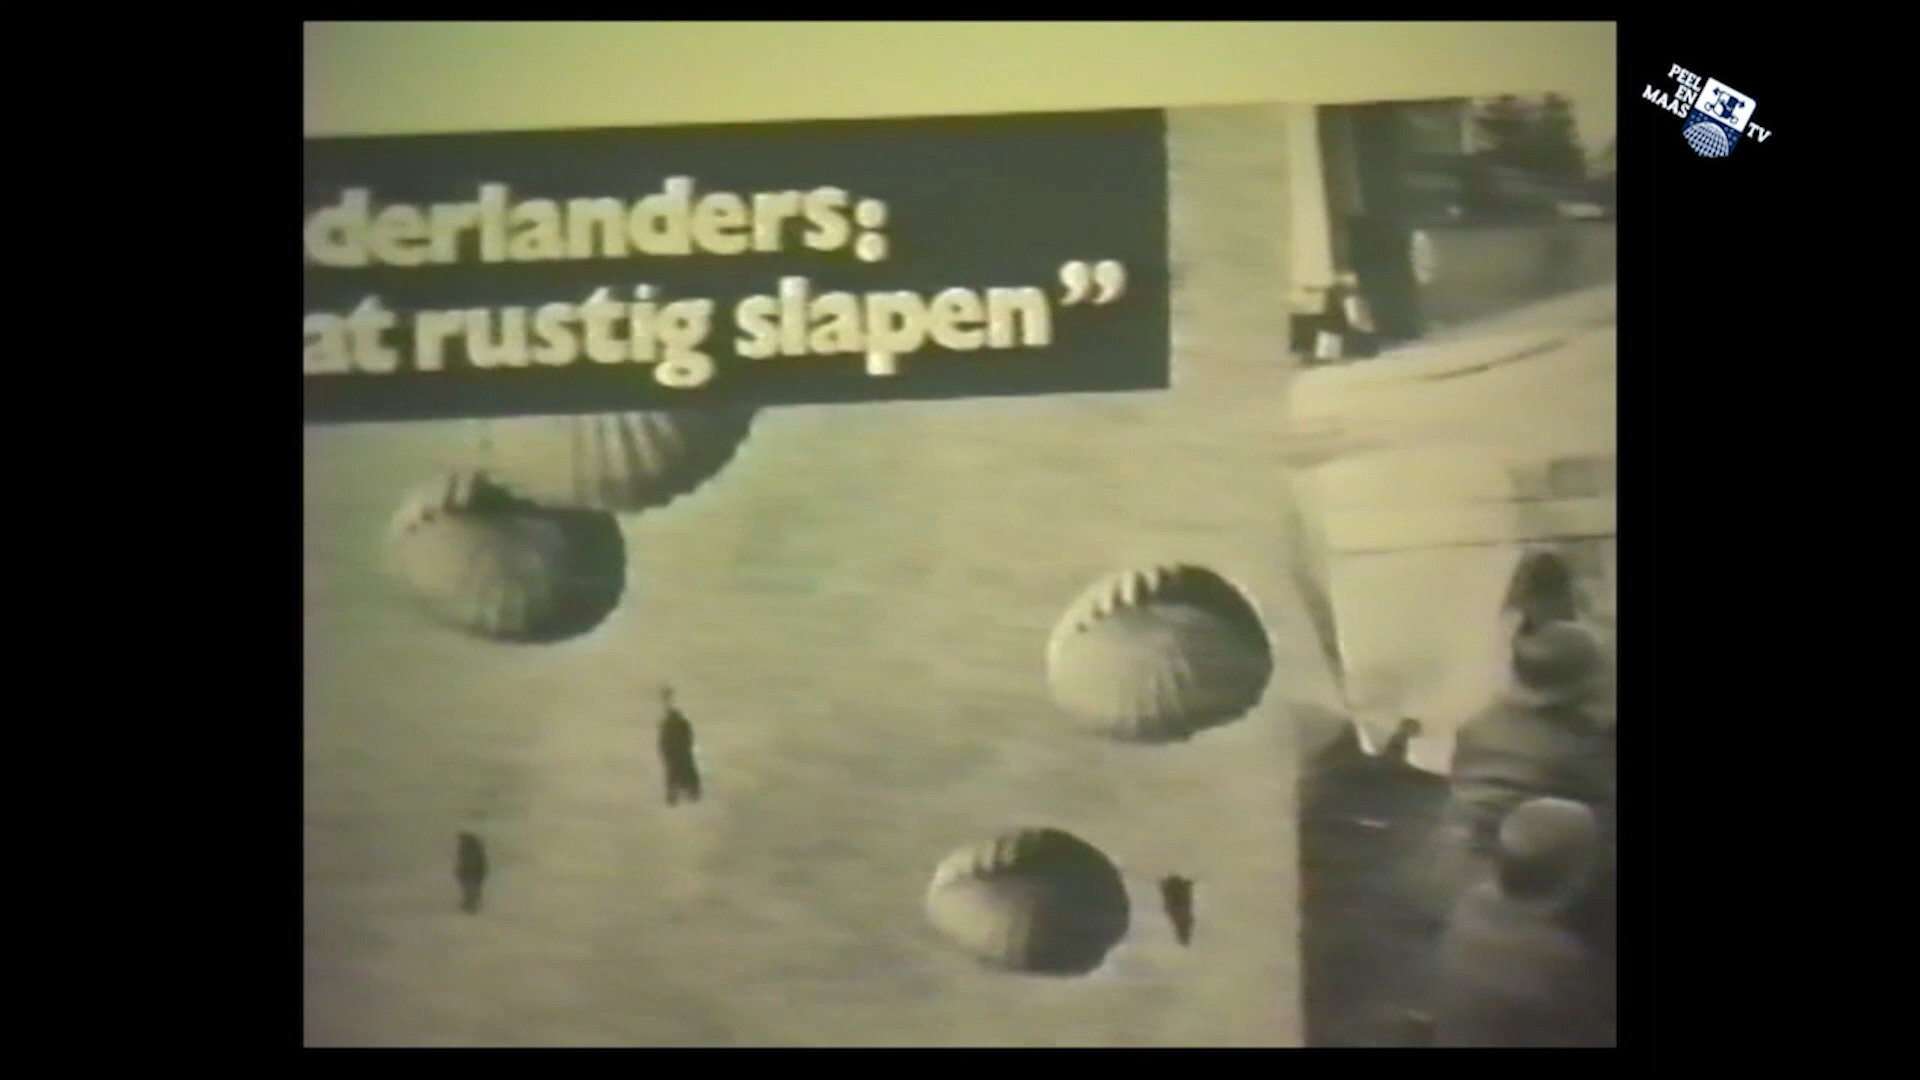 derlanders:
at rustig slapen”
PEEL
EN
MAAS
TV